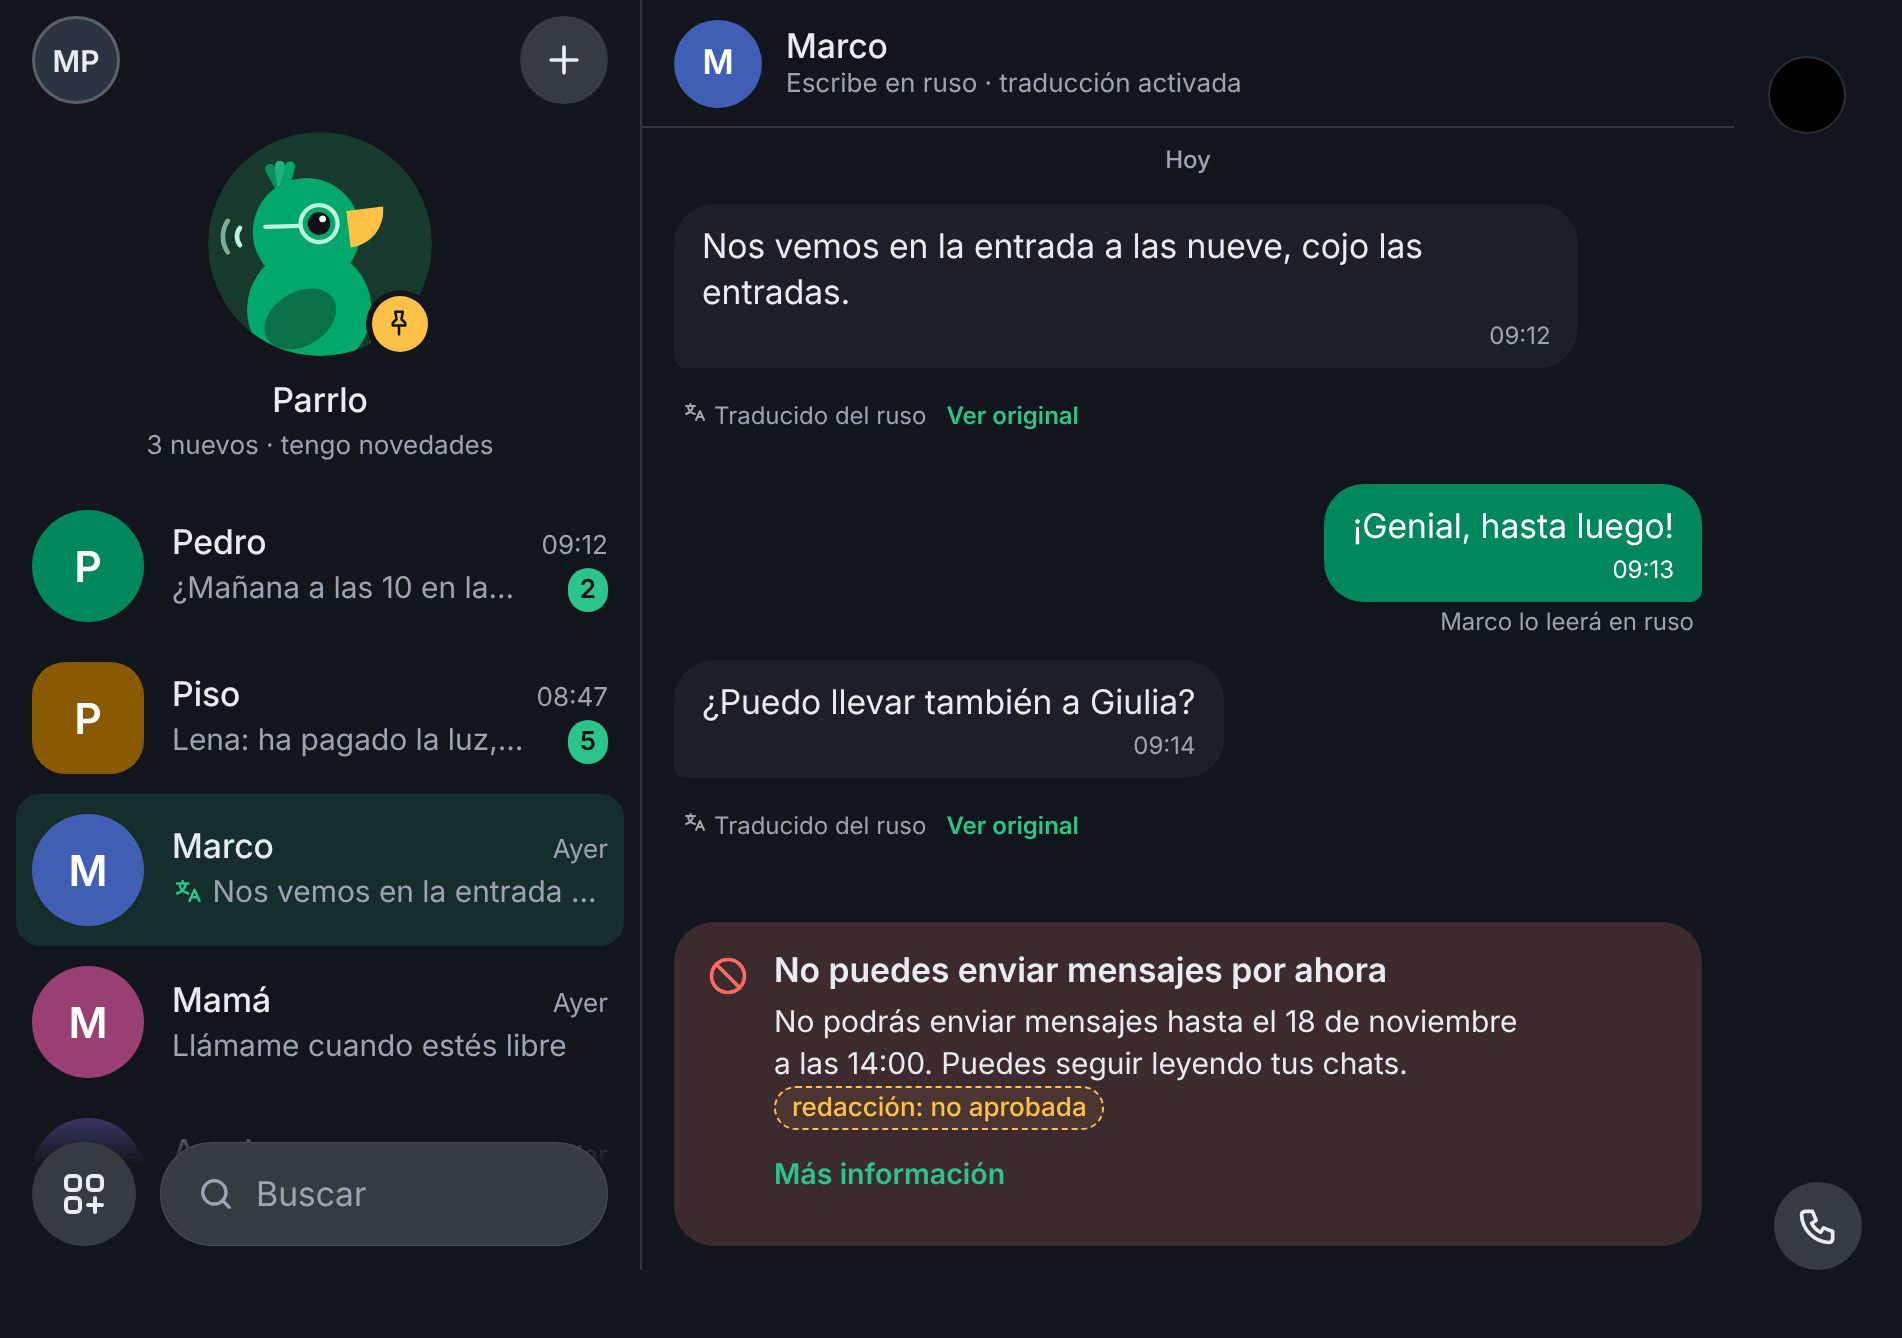 MP
Parrlo
3 nuevos · tengo novedades
P
Pedro
09:12
¿Mañana a las 10 en la...
2
P
Piso
08:47
Lena: ha pagado la luz,...
5
M
Marco
Ayer
Nos vemos en la entrada ...
M
Mamá
Ayer
Llámame cuando estés libre
Buscar
M
Marco
Escribe en ruso · traducción activada
Hoy
Nos vemos en la entrada a las nueve, cojo las
entradas.
09:12
Traducido del ruso Ver original
¡Genial, hasta luego!
09:13
Marco lo leerá en ruso
¿Puedo llevar también a Giulia?
09:14
Traducido del ruso Ver original
No puedes enviar mensajes por ahora
No podrás enviar mensajes hasta el 18 de noviembre
a las 14:00. Puedes seguir leyendo tus chats.
redacción: no aprobada
Más información